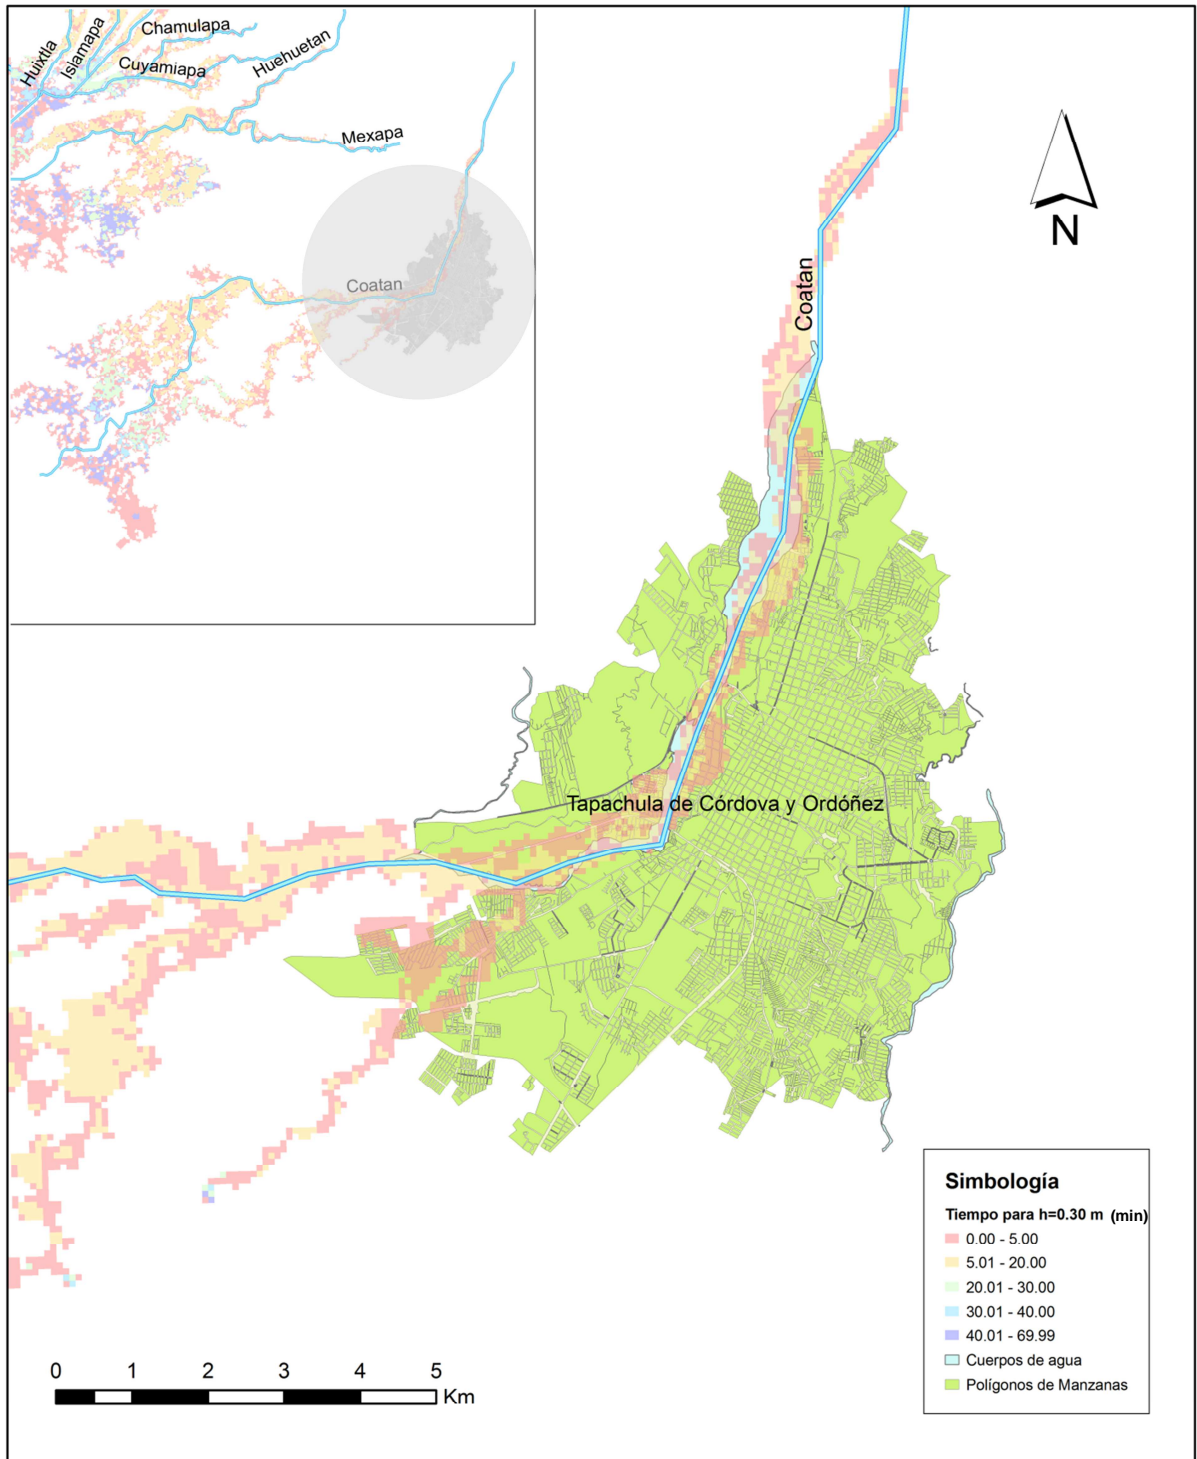 Huixtla
Islamapa
Chamulapa
Cuyamiapa
Huehuetan
Mexapa
Coatan
N
Coatan
Tapachula de Córdova y Ordóñez
Simbología
Tiempo para h=0.30 m (min)
0.00 - 5.00
5.01 - 20.00
20.01 - 30.00
30.01 - 40.00
40.01 - 69.99
Cuerpos de agua
Polígonos de Manzanas
0 1 2 3 4 5
Km